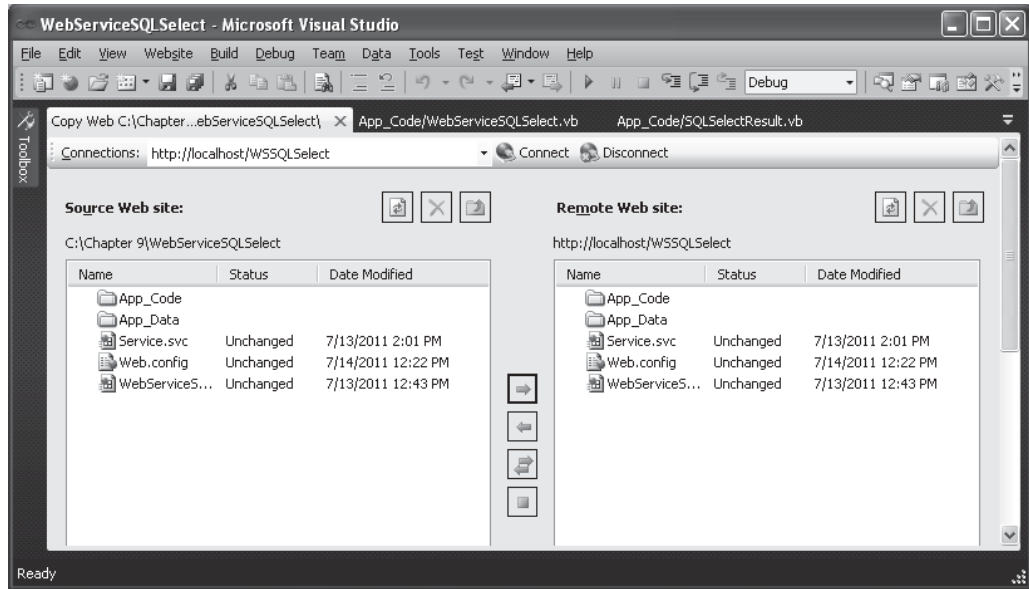 WebServiceSQLSelect - Microsoft Visual Studio
File Edit View Website Build Debug Team Data Tools Test Window Help
Debug
Toolbox
Copy Web C:\Chapter...ebServiceSQLSelect\ App_Code/WebServiceSQLSelect.vb App_Code/SQLSelectResult.vb
Connections: http://localhost/WSSQLSelect Connect Disconnect
Source Web site:
C:\Chapter 9\WebServiceSQLSelect
Name Status Date Modified
App_Code
App_Data
Service.svc Unchanged 7/13/2011 2:01 PM
Web.config Unchanged 7/14/2011 12:22 PM
WebServiceS... Unchanged 7/13/2011 12:43 PM
Remote Web site:
http://localhost/WSSQLSelect
Name Status Date Modified
App_Code
App_Data
Service.svc Unchanged 7/13/2011 2:01 PM
Web.config Unchanged 7/14/2011 12:22 PM
WebServiceS... Unchanged 7/13/2011 12:43 PM
Ready